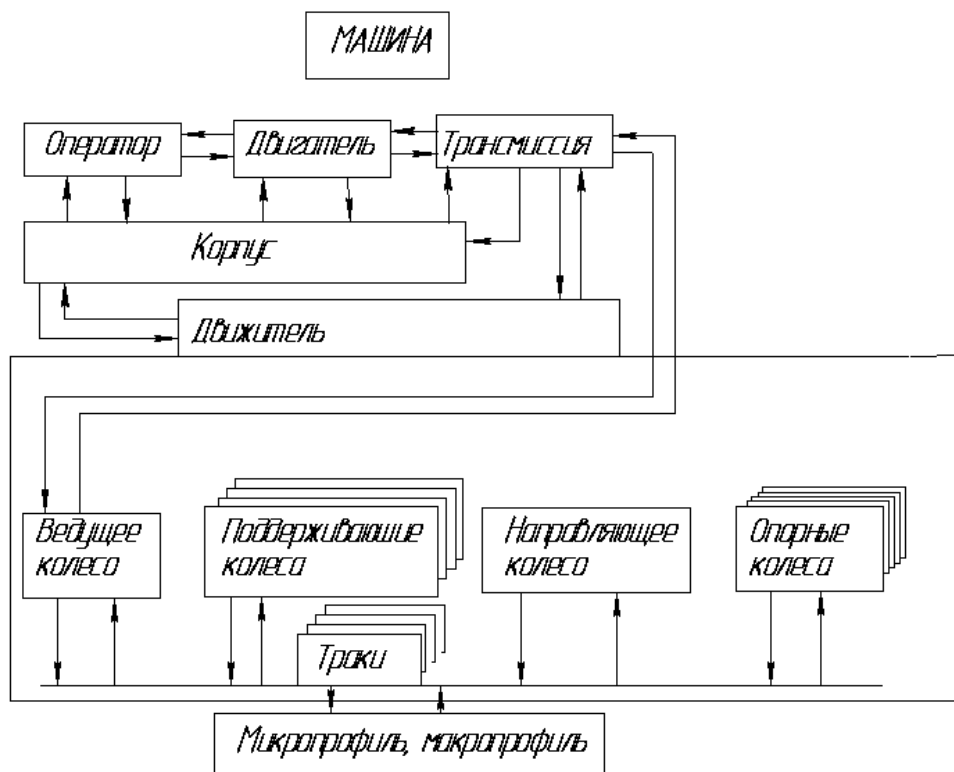 МАШИНА
Оператор
Двигатель
Трансмиссия
Корпус
Движитель
Ведущее
колесо
Поддерживающие
колеса
Направляющее
колесо
Опорные
колеса
Траки
Микропрофиль, макропрофиль